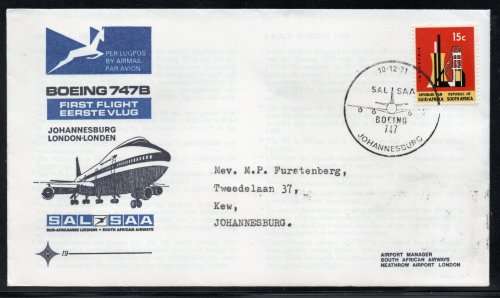 PER LUGPOS
BY AIRMAIL
PAR AVION
BOEING 747B
FIRST FLIGHT
EERSTE VLUG
JOHANNESBURG
LONDON-LONDEN
SAL SAA
SUID-AFRIKAANSE LUGDIENS · SOUTH AFRICAN AIRWAYS
19
15c
REPUBLIEK VAN REPUBLIC OF
SUID-AFRIKA SOUTH AFRICA
10·12·71
SAL SAA
BOEING
747
JOHANNESBURG
Mev. M.P. Furstenberg,
Tweedelaan 37,
Kew,
JOHANNESBURG.
AIRPORT MANAGER
SOUTH AFRICAN AIRWAYS
HEATHROW AIRPORT LONDON